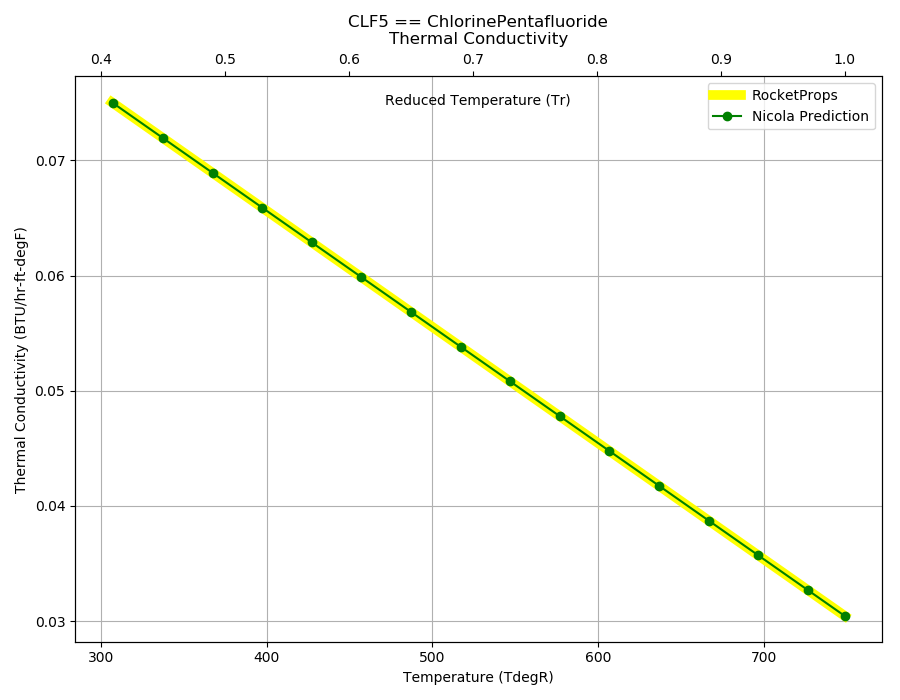 CLF5 == ChlorinePentafluoride
Thermal Conductivity
0.4 0.5 0.6 0.7 0.8 0.9 1.0
Reduced Temperature (Tr)
RocketProps
Nicola Prediction
Thermal Conductivity (BTU/hr-ft-degF)
0.07
0.06
0.05
0.04
0.03
300 400 500 600 700
Temperature (TdegR)